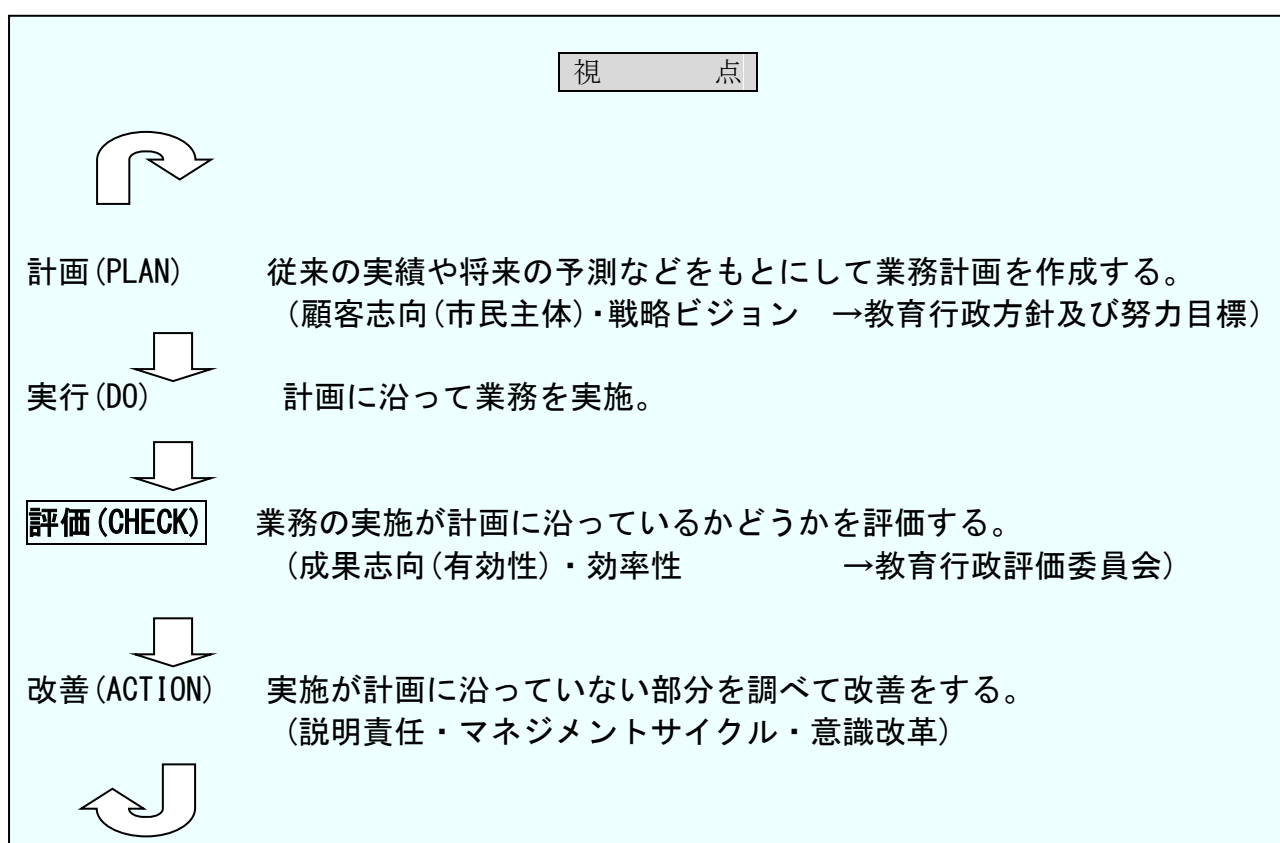 視　　　点
計画(PLAN)　　従来の実績や将来の予測などをもとにして業務計画を作成する。
（顧客志向(市民主体)・戦略ビジョン　→教育行政方針及び努力目標）
実行(DO)　　　計画に沿って業務を実施。
評価(CHECK)　業務の実施が計画に沿っているかどうかを評価する。
（成果志向(有効性)・効率性　　　　→教育行政評価委員会）
改善(ACTION)　実施が計画に沿っていない部分を調べて改善をする。
（説明責任・マネジメントサイクル・意識改革）